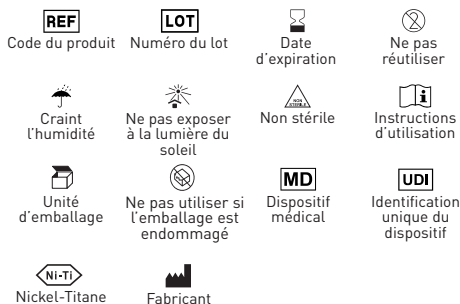 REF
LOT
Code du produit
Numéro du lot
Date
d'expiration
Ne pas
réutiliser
2
NON
STERILE
i
Craint
l'humidité
Ne pas exposer
à la lumière du
soleil
Non stérile
Instructions
d'utilisation
MD
UDI
Unité
d'emballage
Ne pas utiliser si
l'emballage est
endommagé
Dispositif
médical
Identification
unique du
dispositif
Ni-Ti
Nickel-Titane
Fabricant